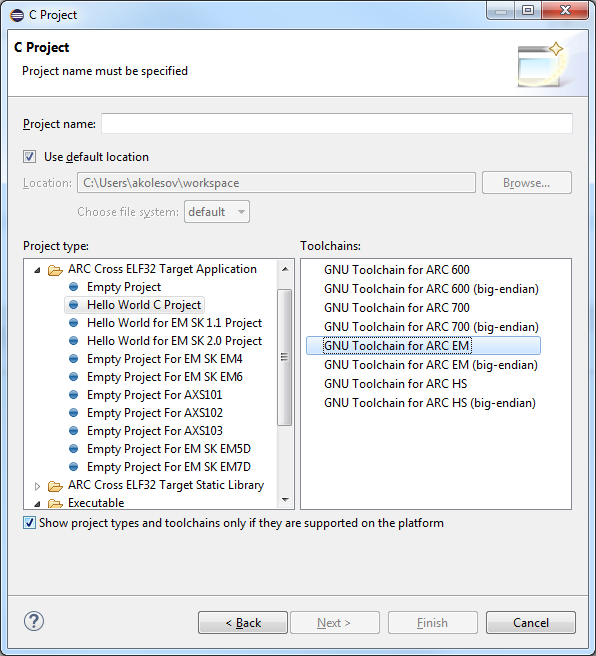 C Project
C Project
Project name must be specified
Project name:
Use default location
Location: C:\Users\akolesov\workspace Browse...
Choose file system: default
Project type: Toolchains:
ARC Cross ELF32 Target Application
Empty Project
Hello World C Project
Hello World for EM SK 1.1 Project
Hello World for EM SK 2.0 Project
Empty Project For EM SK EM4
Empty Project For EM SK EM6
Empty Project For AXS101
Empty Project For AXS102
Empty Project For AXS103
Empty Project For EM SK EM5D
Empty Project For EM SK EM7D
ARC Cross ELF32 Target Static Library
Executable
GNU Toolchain for ARC 600
GNU Toolchain for ARC 600 (big-endian)
GNU Toolchain for ARC 700
GNU Toolchain for ARC 700 (big-endian)
GNU Toolchain for ARC EM
GNU Toolchain for ARC EM (big-endian)
GNU Toolchain for ARC HS
GNU Toolchain for ARC HS (big-endian)
Show project types and toolchains only if they are supported on the platform
? < Back Next > Finish Cancel